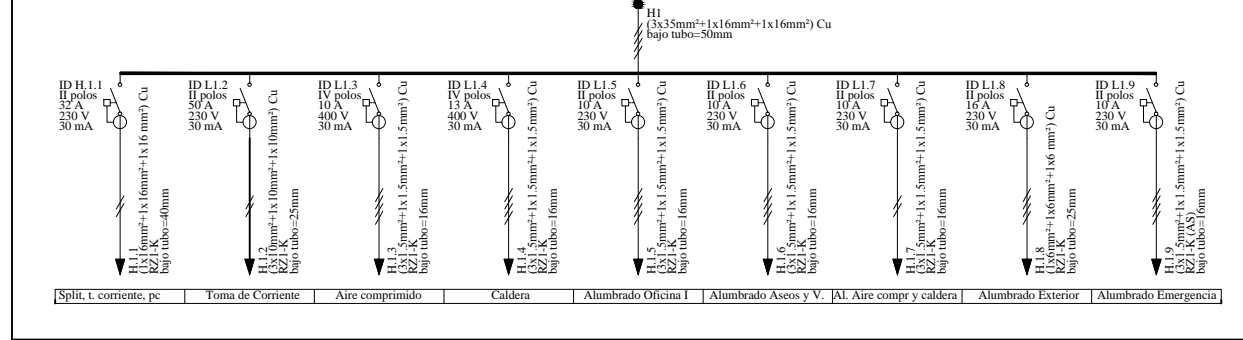 H1
(3x35mm²+1x16mm²+1x16mm²) Cu
bajo tubo=50mm
ID H.1.1
II polos
32 A
230 V
30 mA
H.1.1
(1x16mm²+1x16mm²+1x16 mm²) Cu
RZ1-K
bajo tubo=40mm
ID L1.2
II polos
50 A
230 V
30 mA
H.1.2
(3x10mm²+1x10mm²+1x10mm²) Cu
RZ1-K
bajo tubo=25mm
ID L1.3
IV polos
10 A
400 V
30 mA
H.1.3
(3x1.5mm²+1x1.5mm²+1x1.5mm²) Cu
RZ1-K
bajo tubo=16mm
ID L1.4
IV polos
13 A
400 V
30 mA
H.1.4
(3x1.5mm²+1x1.5mm²+1x1.5mm²) Cu
RZ1-K
bajo tubo=16mm
ID L1.5
II polos
10 A
230 V
30 mA
H.1.5
(3x1.5mm²+1x1.5mm²+1x1.5mm²) Cu
RZ1-K
bajo tubo=16mm
ID L1.6
II polos
10 A
230 V
30 mA
H.1.6
(3x1.5mm²+1x1.5mm²+1x1.5mm²) Cu
RZ1-K
bajo tubo=16mm
ID L1.7
II polos
10 A
230 V
30 mA
H.1.7
(3x1.5mm²+1x1.5mm²+1x1.5mm²) Cu
RZ1-K
bajo tubo=16mm
ID L1.8
II polos
16 A
230 V
30 mA
H.1.8
(1x6mm²+1x6mm²+1x6 mm²) Cu
RZ1-K
bajo tubo=25mm
ID L1.9
II polos
10 A
230 V
30 mA
H.1.9
(3x1.5mm²+1x1.5mm²+1x1.5mm²) Cu
RZ1-K (AS)
bajo tubo=16mm
Split, t. corriente, pc
Toma de Corriente
Aire comprimido
Caldera
Alumbrado Oficina I
Alumbrado Aseos y V.
Al. Aire compr y caldera
Alumbrado Exterior
Alumbrado Emergencia